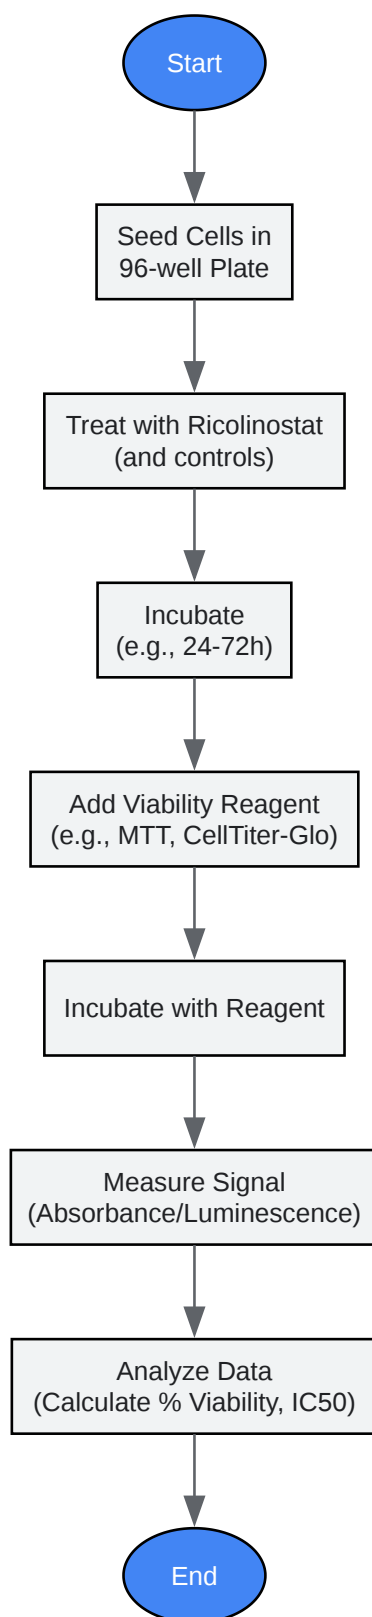 Start
Seed Cells in
96-well Plate
Treat with Ricolinostat
(and controls)
Incubate
(e.g., 24-72h)
Add Viability Reagent
(e.g., MTT, CellTiter-Glo)
Incubate with Reagent
Measure Signal
(Absorbance/Luminescence)
Analyze Data
(Calculate % Viability, IC50)
End